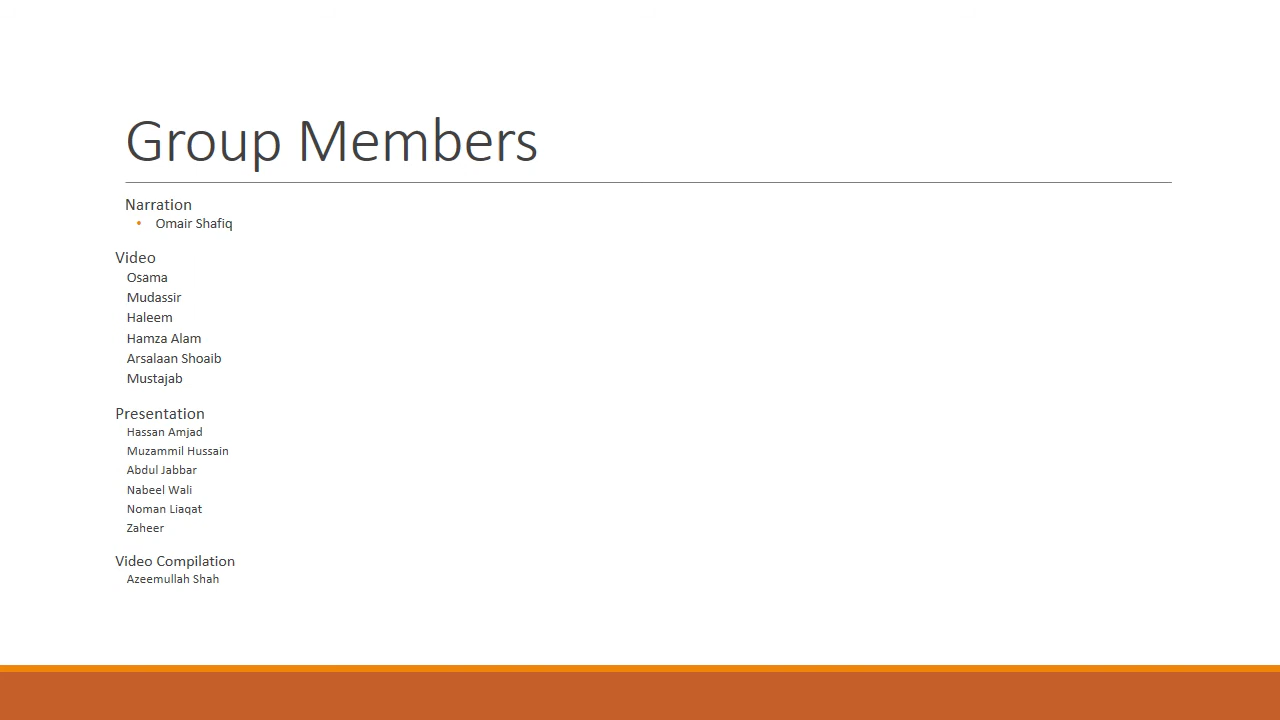 Group Members
Narration
• Omair Shafiq
Video
Osama
Mudassir
Haleem
Hamza Alam
Arsalaan Shoaib
Mustajab
Presentation
Hassan Amjad
Muzammil Hussain
Abdul Jabbar
Nabeel Wali
Noman Liaqat
Zaheer
Video Compilation
Azeemullah Shah